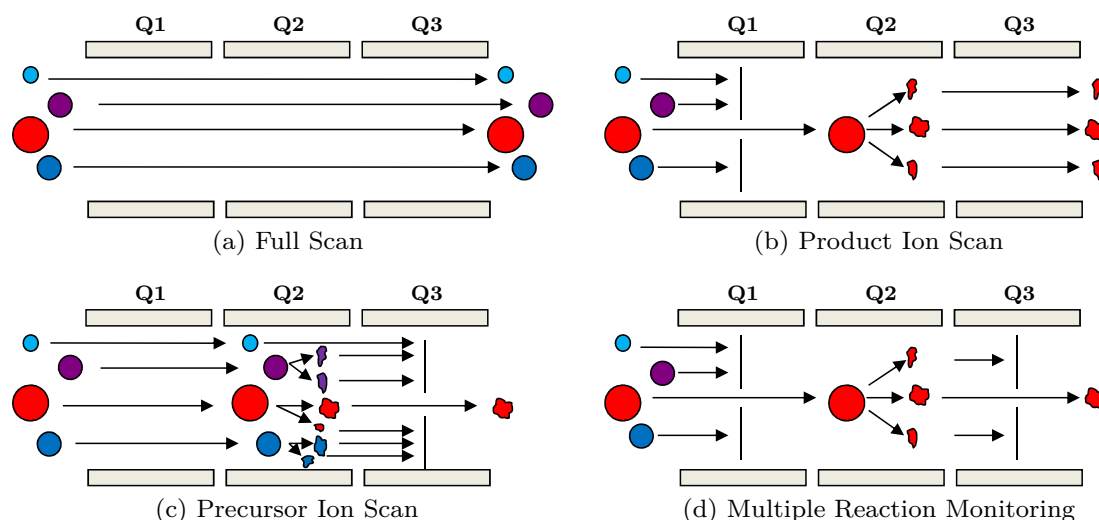 Q1 Q2 Q3
Q1 Q2 Q3
(a) Full Scan
(b) Product Ion Scan
Q1 Q2 Q3
Q1 Q2 Q3
(c) Precursor Ion Scan
(d) Multiple Reaction Monitoring